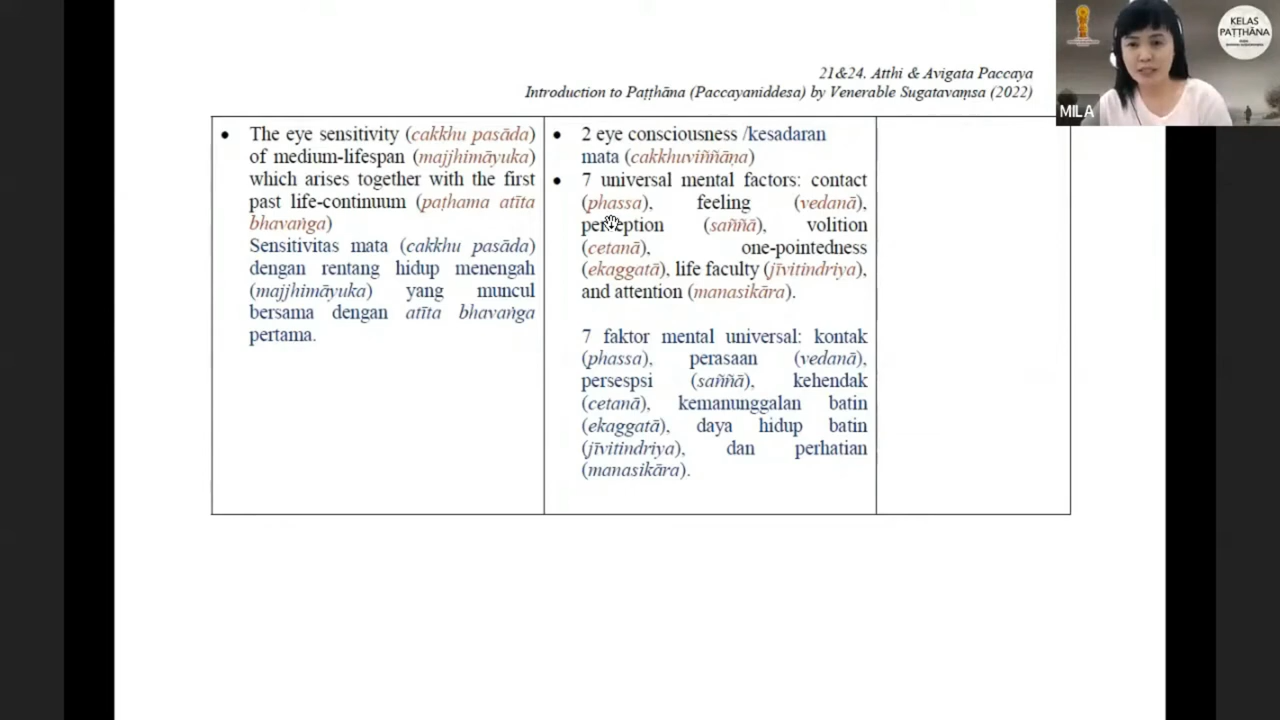 KELAS
PAṬṬHĀNA
MILA
21&24. Atthi & Avigata Paccaya
Introduction to Paṭṭhāna (Paccayaniddesa) by Venerable Sugatavaṃsa (2022)
• The eye sensitivity (cakkhu pasāda)
of medium-lifespan (majjhimāyuka)
which arises together with the first
past life-continuum (paṭhama atīta
bhavaṅga)
Sensitivitas mata (cakkhu pasāda)
dengan rentang hidup menengah
(majjhimāyuka) yang muncul
bersama dengan atīta bhavaṅga
pertama.
• 2 eye consciousness /kesadaran
mata (cakkhuviññāṇa)
• 7 universal mental factors: contact
(phassa), feeling (vedanā),
perception (saññā), volition
(cetanā), one-pointedness
(ekaggatā), life faculty (jīvitindriya),
and attention (manasikāra).
7 faktor mental universal: kontak
(phassa), perasaan (vedanā),
persespsi (saññā), kehendak
(cetanā), kemanunggalan batin
(ekaggatā), daya hidup batin
(jīvitindriya), dan perhatian
(manasikāra).